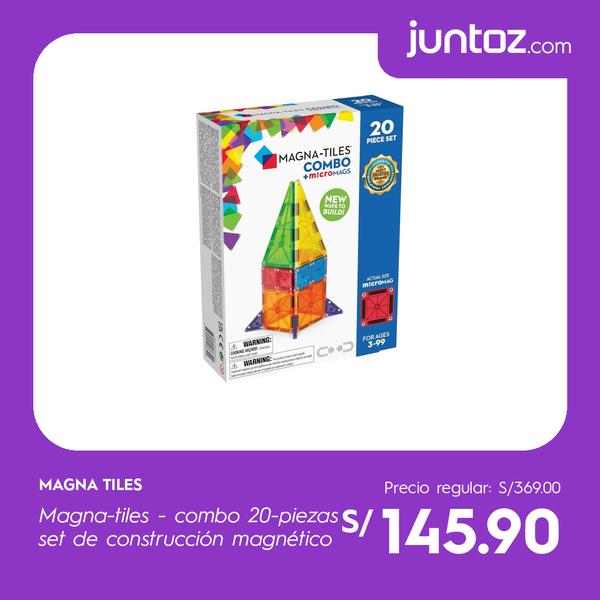 juntoz.com
20
PIECE SET
MAGNA-TILES
COMBO
+microMAGS
NEW
WAYS TO
BUILD!
ACTUAL SIZE
microMAG
FOR AGES
3-99
WARNING:
CHOKING HAZARD
WARNING:
MAGNA TILES
Precio regular: S/369.00
Magna-tiles - combo 20-piezas
set de construcción magnético
S/145.90